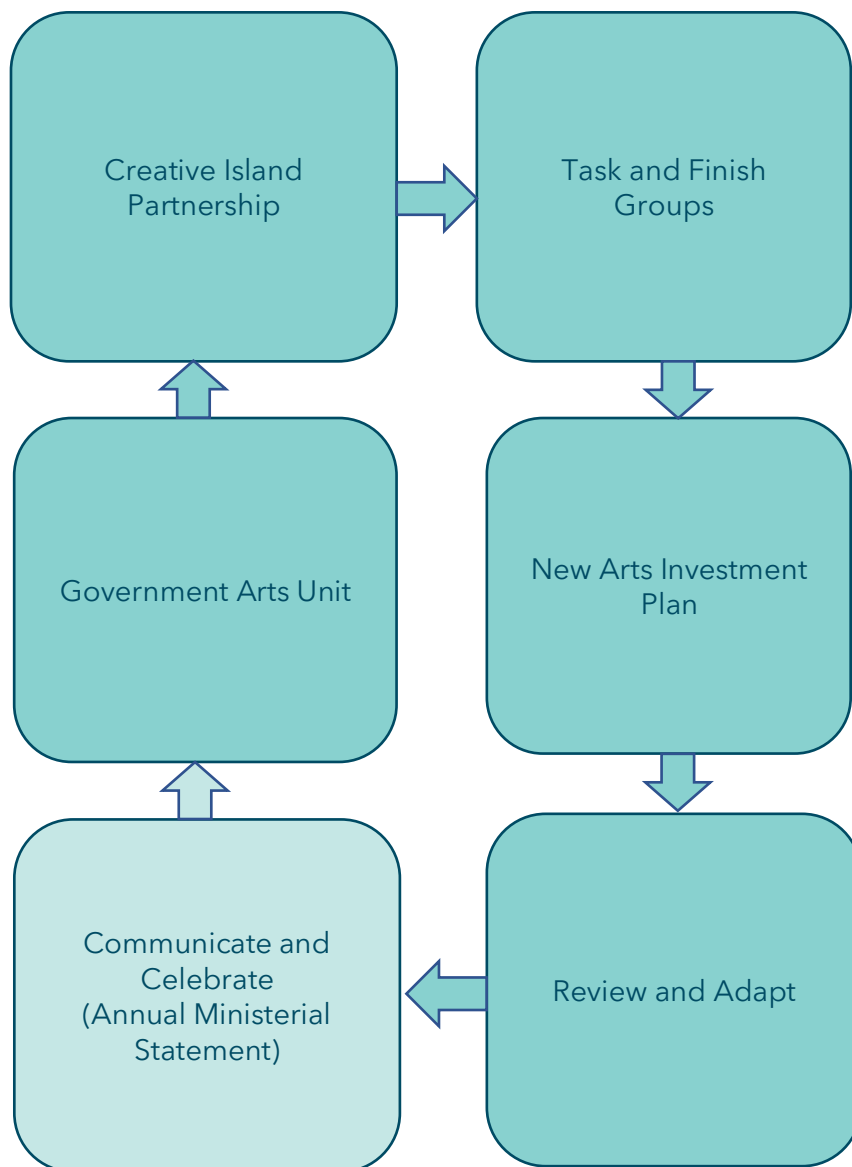 Creative Island
Partnership
Task and Finish
Groups
Government Arts Unit
New Arts Investment
Plan
Communicate and
Celebrate
(Annual Ministerial
Statement)
Review and Adapt